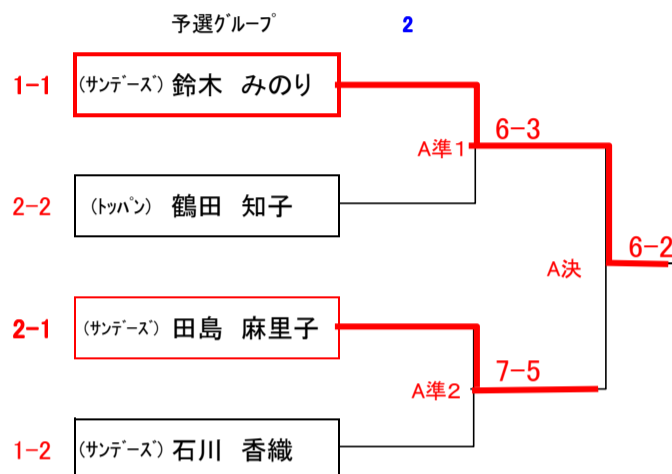 予選ｸﾞﾙｰﾌﾟ 2
1-1 (ｻﾝﾃﾞｰｽﾞ) 鈴木 みのり
6-3
A準１
2-2 (ﾄｯﾊﾟﾝ) 鶴田 知子
6-2
A決
2-1 (ｻﾝﾃﾞｰｽﾞ) 田島 麻里子
7-5
A準２
1-2 (ｻﾝﾃﾞｰｽﾞ) 石川 香織